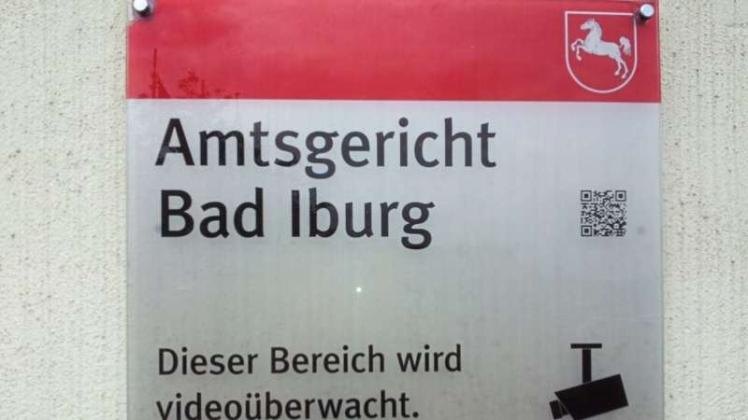 Amtsgericht
Bad Iburg
Dieser Bereich wird
videoüberwacht.